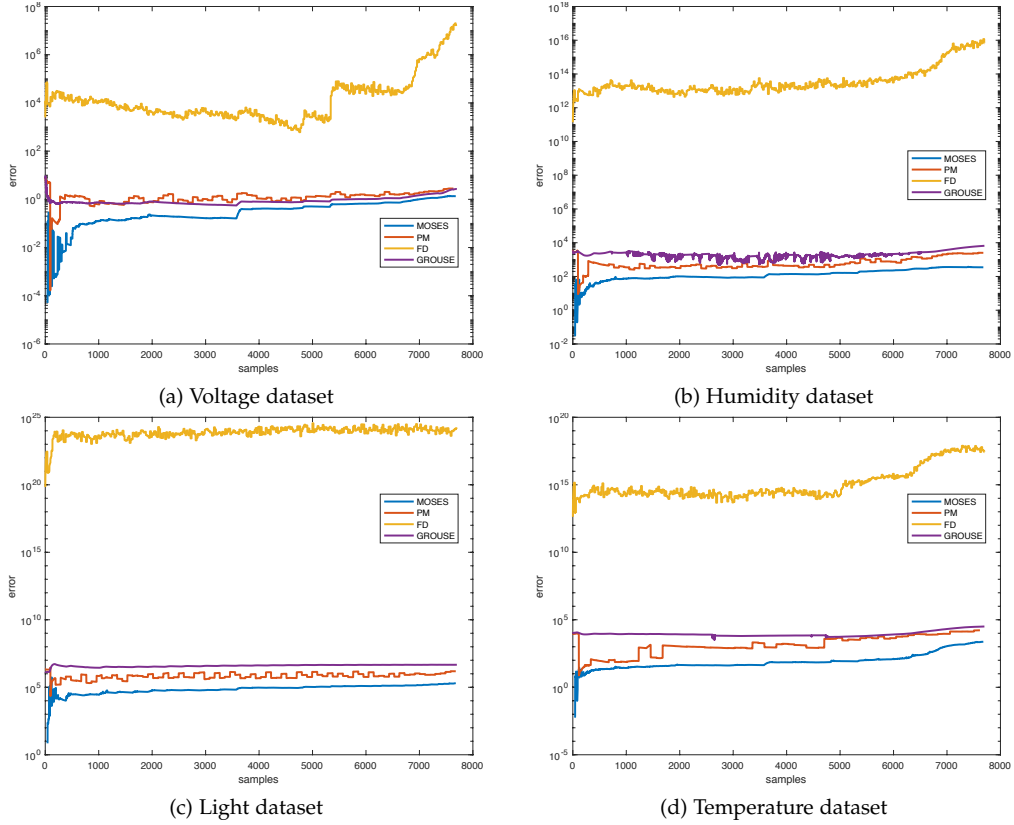 10^8
10^6
10^4
10^2
10^0
10^-2
10^-4
10^-6
error
0 1000 2000 3000 4000 5000 6000 7000 8000
samples
MOSES
PM
FD
GROUSE
(a) Voltage dataset
10^18
10^16
10^14
10^12
10^10
10^8
10^6
10^4
10^2
10^0
10^-2
error
0 1000 2000 3000 4000 5000 6000 7000 8000
samples
MOSES
PM
FD
GROUSE
(b) Humidity dataset
10^25
10^20
10^15
10^10
10^5
10^0
error
0 1000 2000 3000 4000 5000 6000 7000 8000
samples
MOSES
PM
FD
GROUSE
(c) Light dataset
10^20
10^15
10^10
10^5
10^0
10^-5
error
0 1000 2000 3000 4000 5000 6000 7000 8000
samples
MOSES
PM
FD
GROUSE
(d) Temperature dataset